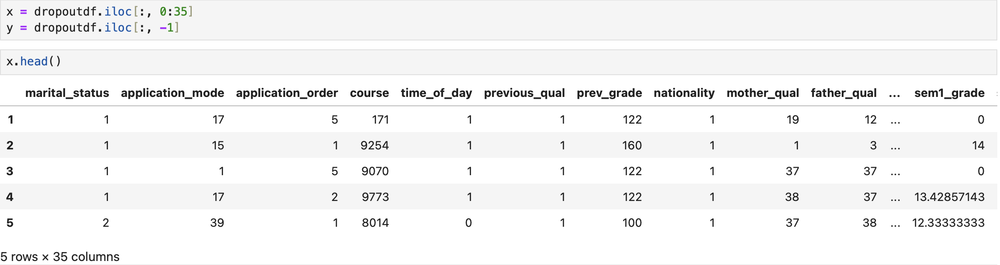 x = dropoutdf.iloc[:, 0:35]
y = dropoutdf.iloc[:, -1]
x.head()
marital_status application_mode application_order course time_of_day previous_qual prev_grade nationality mother_qual father_qual ... sem1_grade
1 1 17 5 171 1 1 122 1 19 12 ... 0
2 1 15 1 9254 1 1 160 1 1 3 ... 14
3 1 1 5 9070 1 1 122 1 37 37 ... 0
4 1 17 2 9773 1 1 122 1 38 37 ... 13.42857143
5 2 39 1 8014 0 1 100 1 37 38 ... 12.33333333
5 rows × 35 columns